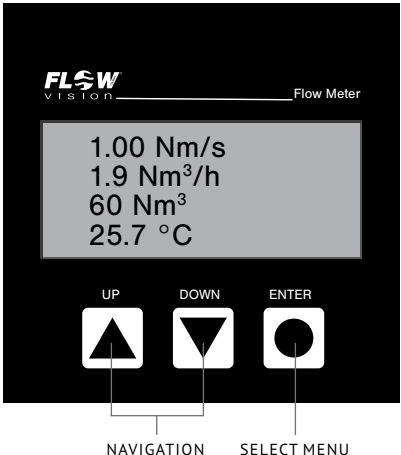 FLOW
vision
Flow Meter
1.00 Nm/s
1.9 Nm³/h
60 Nm³
25.7 °C
UP DOWN ENTER
NAVIGATION SELECT MENU